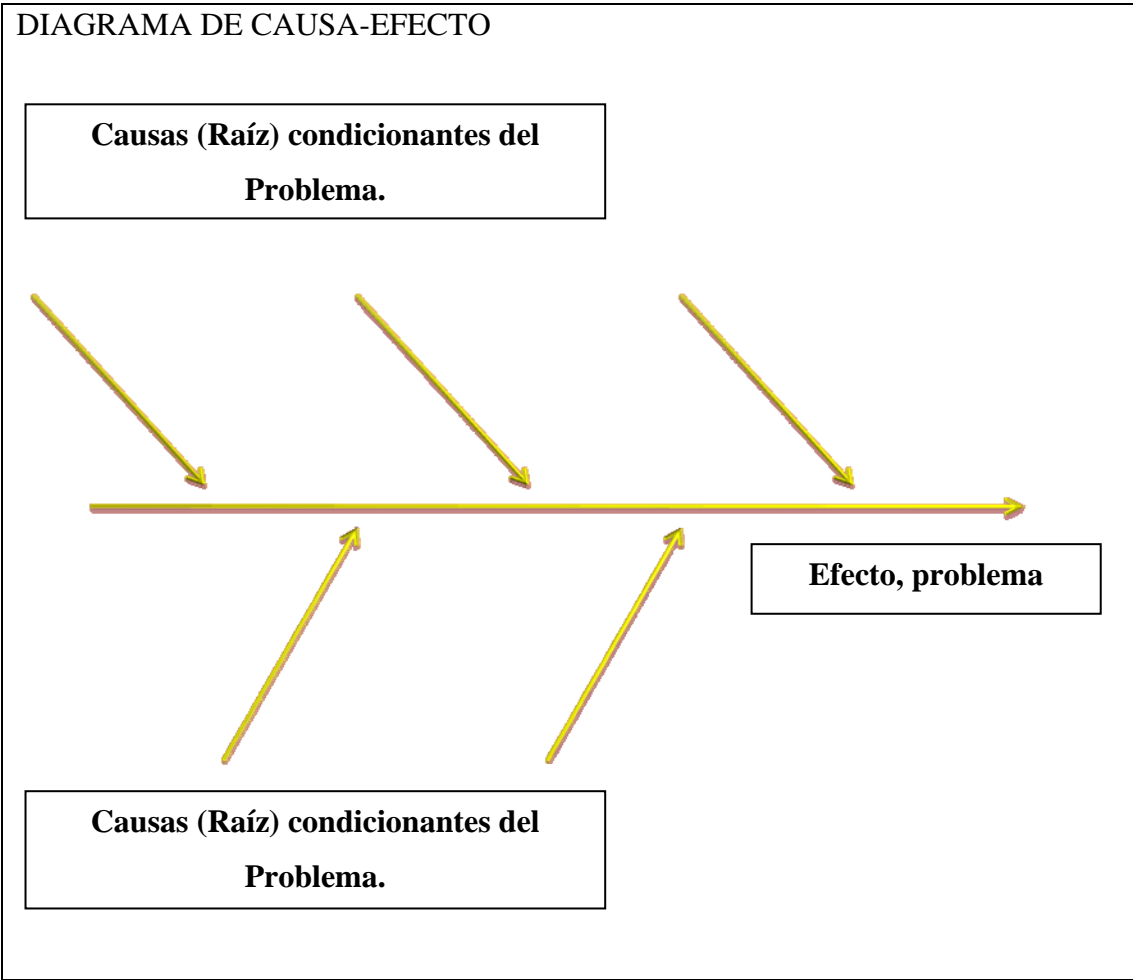 DIAGRAMA DE CAUSA-EFECTO
Causas (Raíz) condicionantes del
Problema.
Efecto, problema
Causas (Raíz) condicionantes del
Problema.